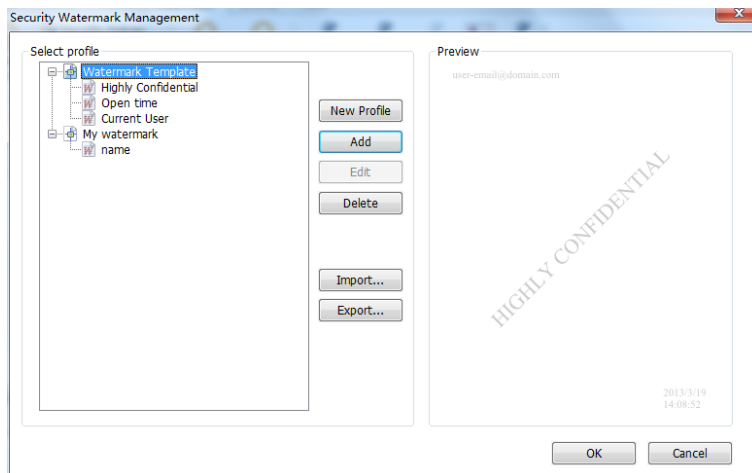 Security Watermark Management
Select profile
Watermark Template
Highly Confidential
Open time
Current User
My watermark
name
New Profile
Add
Edit
Delete
Import...
Export...
Preview
user-email@domain.com
HIGHLY CONFIDENTIAL
2013/3/19
14:08:52
OK
Cancel